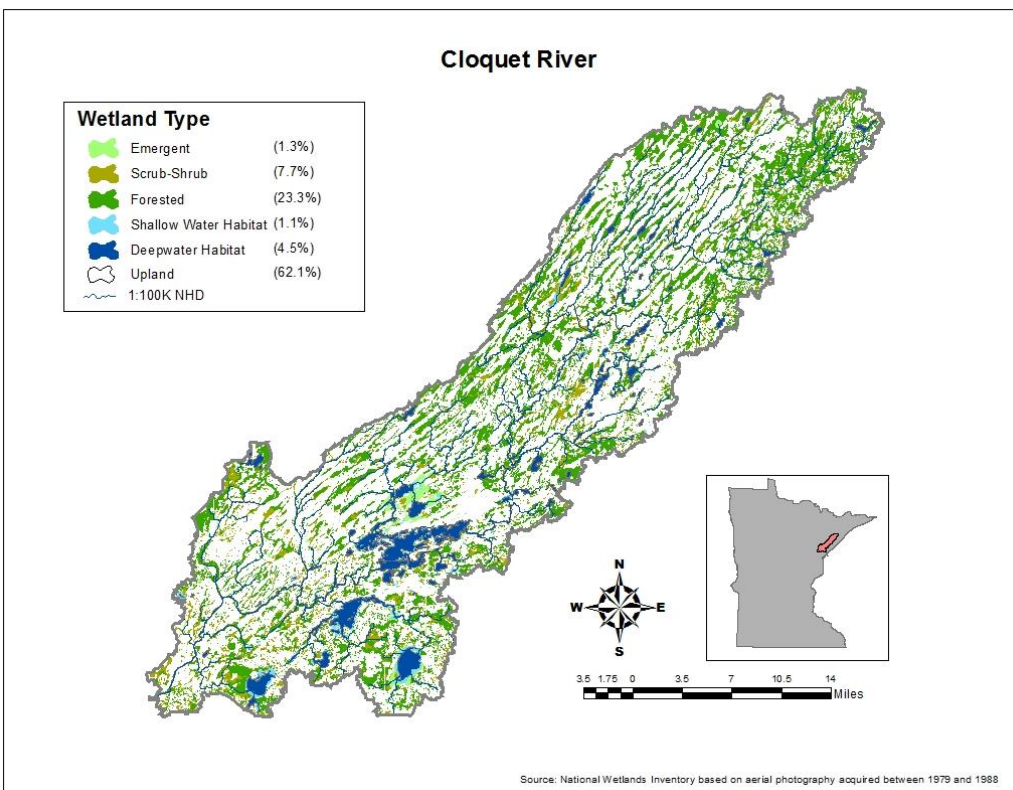 Cloquet River
Wetland Type
Emergent (1.3%)
Scrub-Shrub (7.7%)
Forested (23.3%)
Shallow Water Habitat (1.1%)
Deepwater Habitat (4.5%)
Upland (62.1%)
1:100K NHD
N
W E
S
3.5 1.75 0 3.5 7 10.5 14
Miles
Source: National Wetlands Inventory based on aerial photography acquired between 1979 and 1988